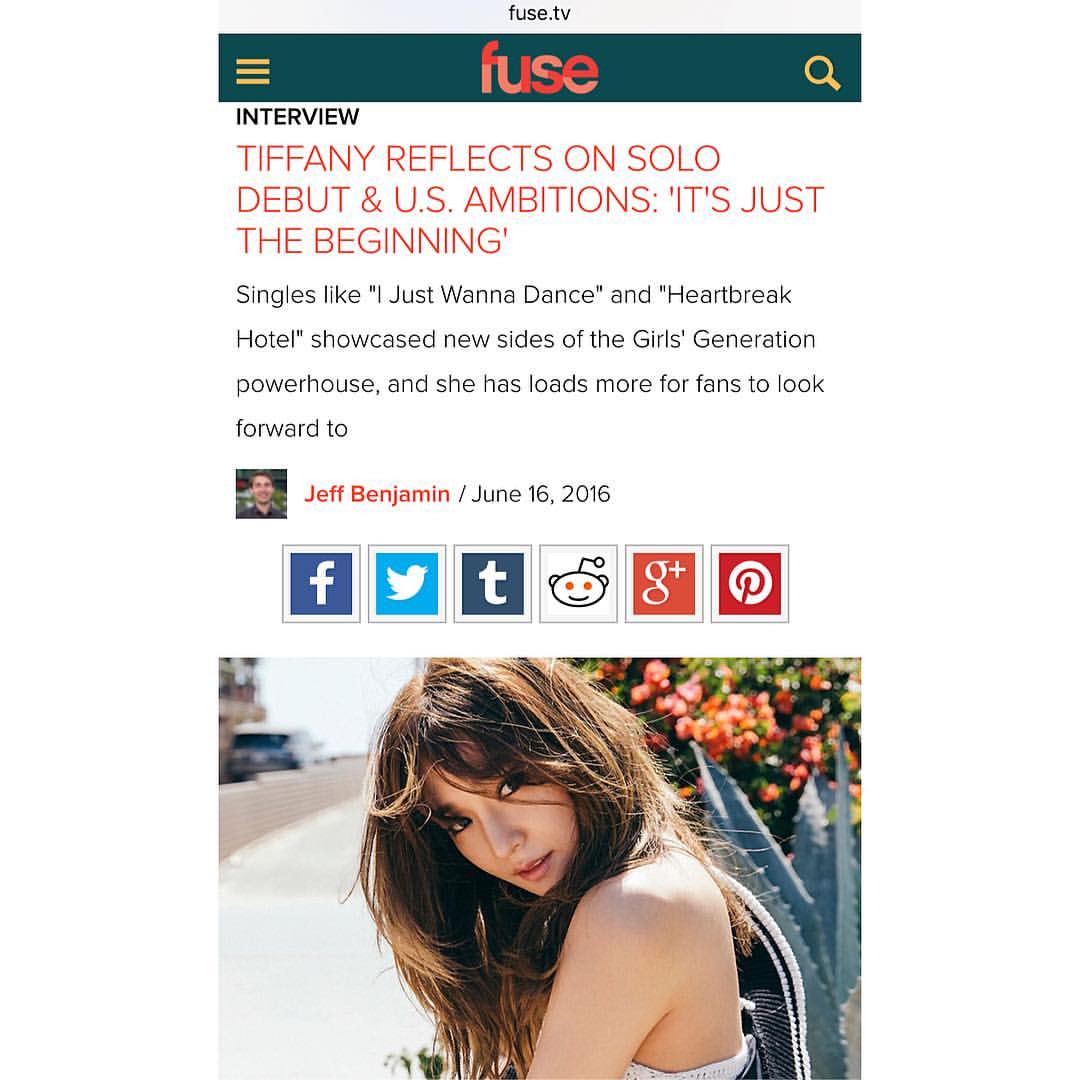 fuse.tv
fuse
INTERVIEW
TIFFANY REFLECTS ON SOLO
DEBUT & U.S. AMBITIONS: 'IT'S JUST
THE BEGINNING'
Singles like "I Just Wanna Dance" and "Heartbreak
Hotel" showcased new sides of the Girls' Generation
powerhouse, and she has loads more for fans to look
forward to
Jeff Benjamin / June 16, 2016
f t g+